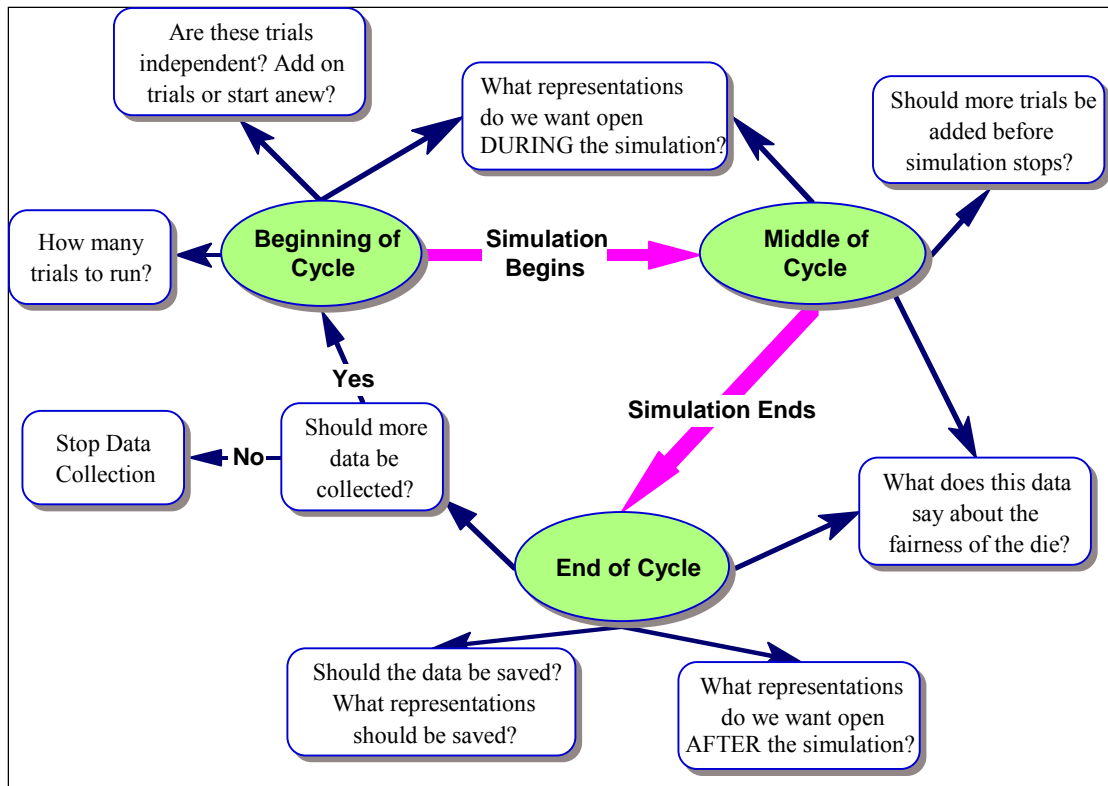 Are these trials
independent? Add on
trials or start anew?
What representations
do we want open
DURING the simulation?
Should more trials be
added before
simulation stops?
How many
trials to run?
Beginning of
Cycle
Simulation
Begins
Middle of
Cycle
Yes
Simulation Ends
Stop Data
Collection
No
Should more
data be
collected?
What does this data
say about the
fairness of the die?
End of Cycle
Should the data be saved?
What representations
should be saved?
What representations
do we want open
AFTER the simulation?